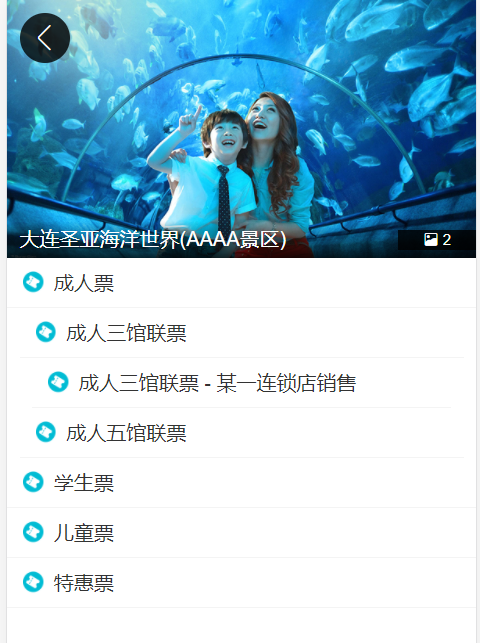 大连圣亚海洋世界(AAAA景区)
2
成人票
成人三馆联票
成人三馆联票 - 某一连锁店销售
成人五馆联票
学生票
儿童票
特惠票